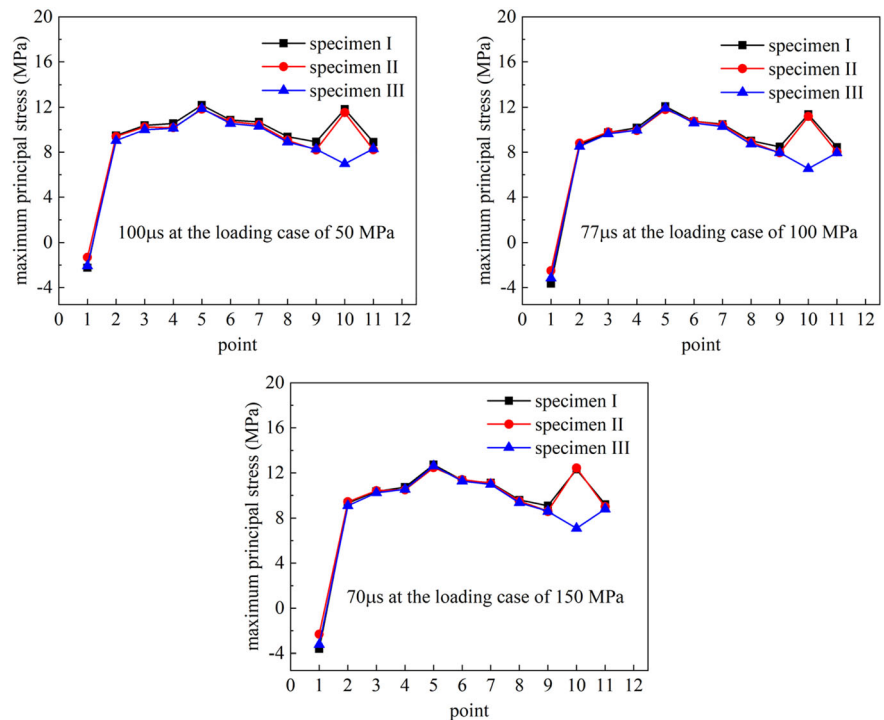 20
16
12
8
4
0
-4
maximum principal stress (MPa)
specimen I
specimen II
specimen III
100μs at the loading case of 50 MPa
0 1 2 3 4 5 6 7 8 9 10 11 12
point
20
16
12
8
4
0
-4
maximum principal stress (MPa)
specimen I
specimen II
specimen III
77μs at the loading case of 100 MPa
0 1 2 3 4 5 6 7 8 9 10 11 12
point
20
16
12
8
4
0
-4
maximum principal stress (MPa)
specimen I
specimen II
specimen III
70μs at the loading case of 150 MPa
0 1 2 3 4 5 6 7 8 9 10 11 12
point